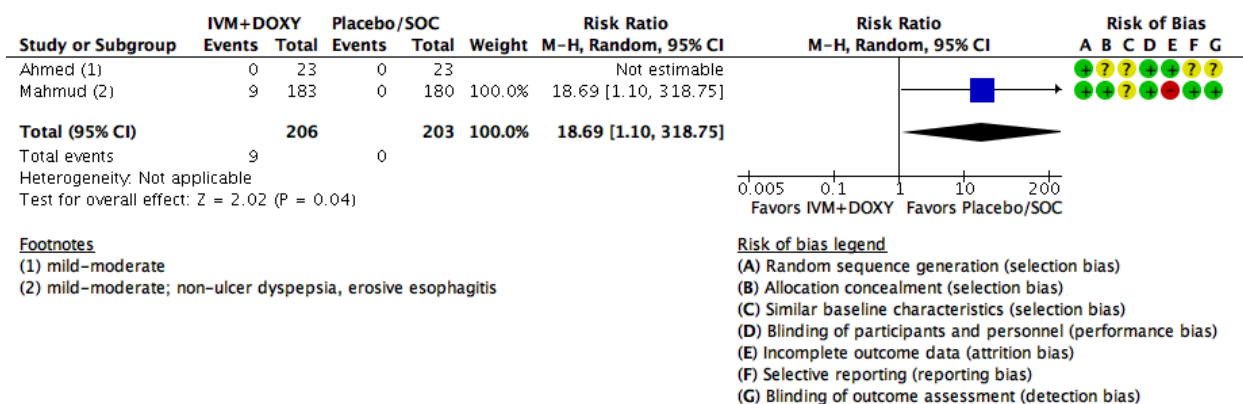 IVM+DOXY Placebo/SOC Risk Ratio Risk Ratio Risk of Bias
Study or Subgroup Events Total Events Total Weight M-H, Random, 95% CI M-H, Random, 95% CI A B C D E F G
Ahmed (1) 0 23 0 23 Not estimable + ? ? + + ? ?
Mahmud (2) 9 183 0 180 100.0% 18.69 [1.10, 318.75] + + ? + - + +
Total (95% CI) 206 203 100.0% 18.69 [1.10, 318.75]
Total events 9 0
Heterogeneity: Not applicable
Test for overall effect: Z = 2.02 (P = 0.04)
0.005 0.1 1 10 200
Favors IVM+DOXY Favors Placebo/SOC
Footnotes
(1) mild-moderate
(2) mild-moderate; non-ulcer dyspepsia, erosive esophagitis
Risk of bias legend
(A) Random sequence generation (selection bias)
(B) Allocation concealment (selection bias)
(C) Similar baseline characteristics (selection bias)
(D) Blinding of participants and personnel (performance bias)
(E) Incomplete outcome data (attrition bias)
(F) Selective reporting (reporting bias)
(G) Blinding of outcome assessment (detection bias)